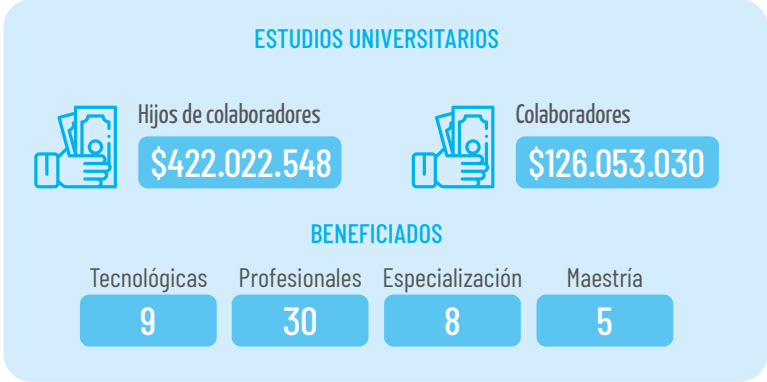 ESTUDIOS UNIVERSITARIOS
Hijos de colaboradores
$422.022.548
Colaboradores
$126.053.030
BENEFICIADOS
Tecnológicas Profesionales Especialización Maestría
9 30 8 5